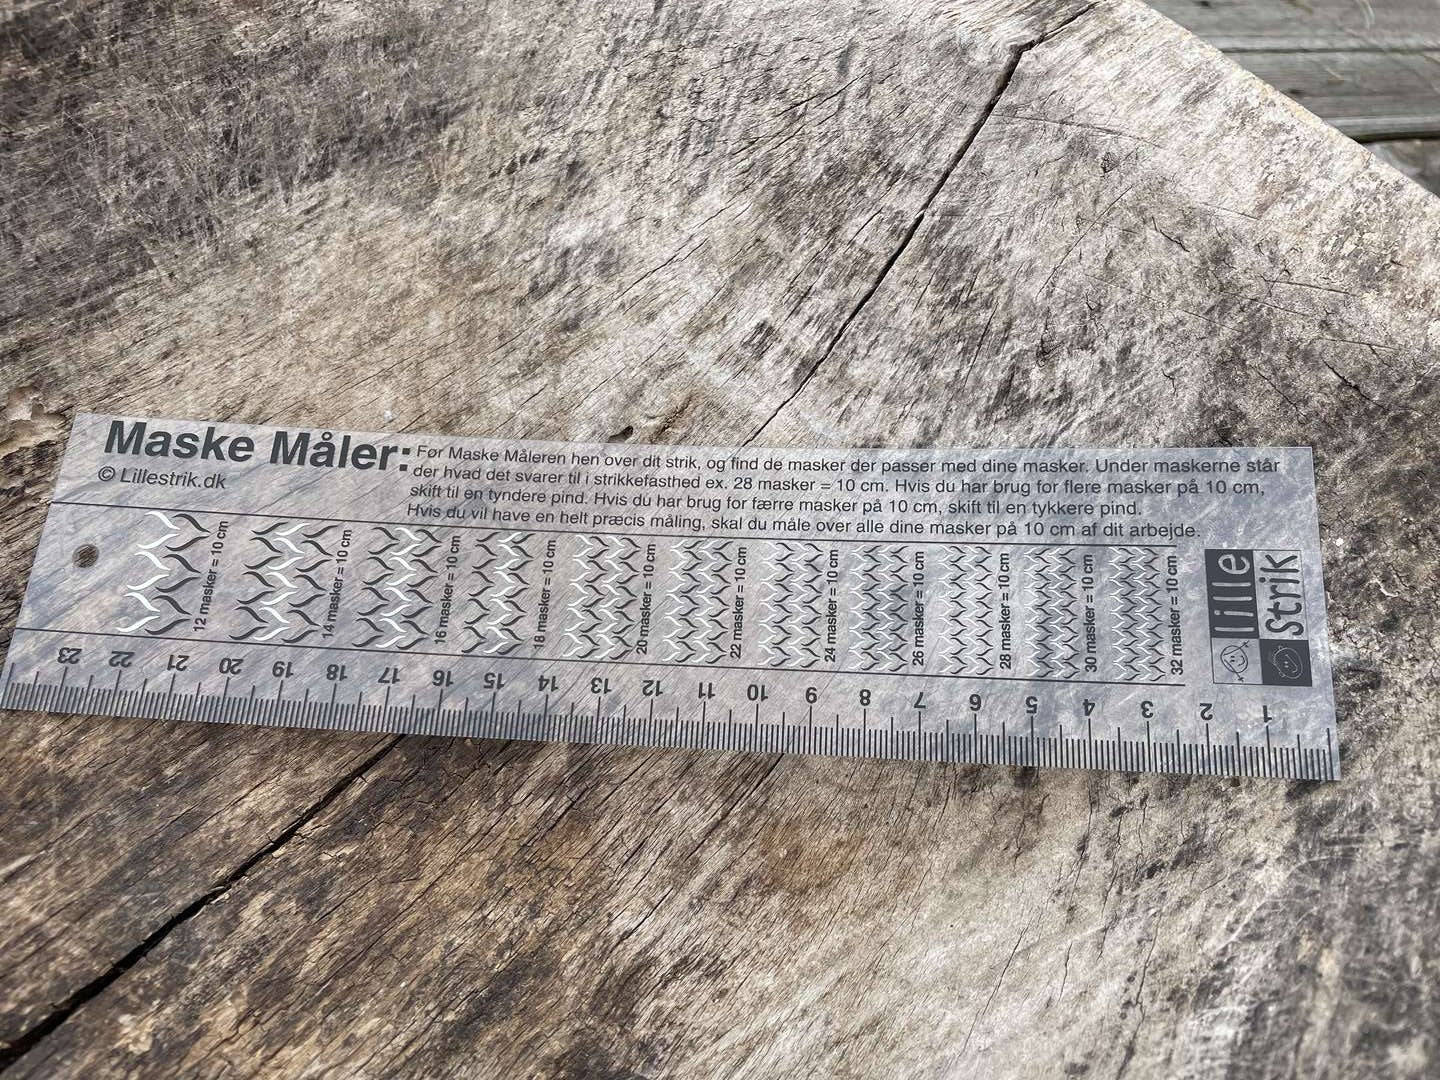 Maske Måler:
© Lillestrik.dk
Før Maske Måleren hen over dit strik, og find de masker der passer med dine masker. Under maskerne står
der hvad det svarer til i strikkefasthed ex. 28 masker = 10 cm. Hvis du har brug for flere masker på 10 cm,
skift til en tyndere pind. Hvis du har brug for færre masker på 10 cm, skift til en tykkere pind.
Hvis du vil have en helt præcis måling, skal du måle over alle dine masker på 10 cm af dit arbejde.
12 masker = 10 cm
14 masker = 10 cm
16 masker = 10 cm
18 masker = 10 cm
20 masker = 10 cm
22 masker = 10 cm
24 masker = 10 cm
26 masker = 10 cm
28 masker = 10 cm
30 masker = 10 cm
32 masker = 10 cm
lille
strik
23 22 21 20 19 18 17 16 15 14 13 12 11 10 9 8 7 6 5 4 3 2 1